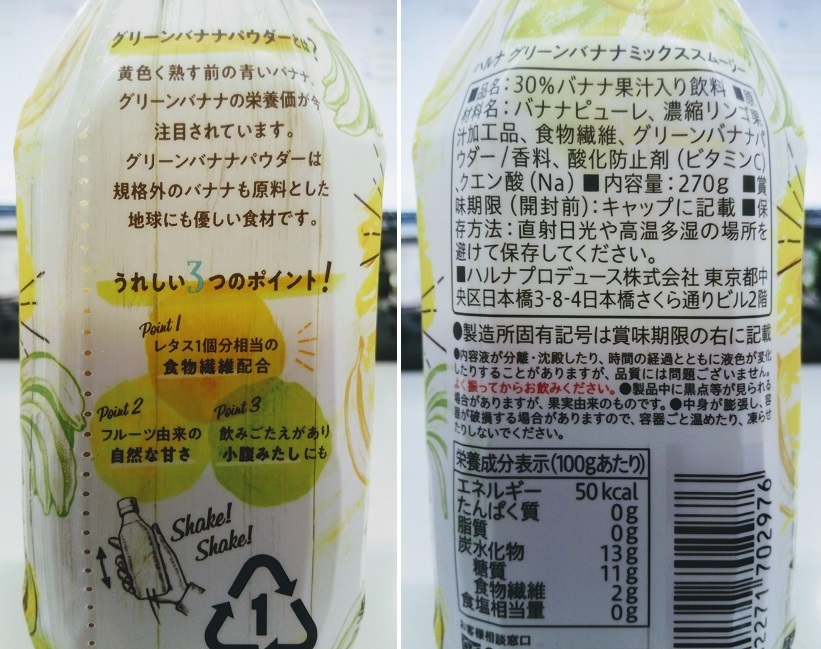 グリーンバナナパウダーとは?
黄色く熟す前の青いバナナ、
グリーンバナナの栄養価が今
注目されています。
グリーンバナナパウダーは
規格外のバナナも原料とした
地球にも優しい食材です。
うれしい3つのポイント!
Point 1
レタス1個分相当の
食物繊維配合
Point 2
フルーツ由来の
自然な甘さ
Point 3
飲みごたえがあり
小腹みたしにも
Shake!
Shake!
1
ハルナ グリーンバナナミックススムージー
■品名:30%バナナ果汁入り飲料 ■原
材料名:バナナピューレ、濃縮リンゴ果
汁加工品、食物繊維、グリーンバナナパ
ウダー/香料、酸化防止剤(ビタミンC)
、クエン酸(Na) ■内容量:270g ■賞
味期限(開封前):キャップに記載 ■保
存方法:直射日光や高温多湿の場所を
避けて保存してください。
■ハルナプロデュース株式会社 東京都中
央区日本橋3-8-4日本橋さくら通りビル2階
●製造所固有記号は賞味期限の右に記載
●内容液が分離・沈殿したり、時間の経過とともに液色が変化
したりすることがありますが、品質には問題ございません。
よく振ってからお飲みください。●製品中に黒点等が見られる
場合がありますが、果実由来のものです。●中身が膨張し、容
器が破損する場合がありますので、容器ごと温めたり、凍らせ
たりしないでください。
栄養成分表示(100gあたり)
エネルギー 50kcal
たんぱく質 0g
脂質 0g
炭水化物 13g
糖質 11g
食物繊維 2g
食塩相当量 0g
お客様相談窓口
52271 702976